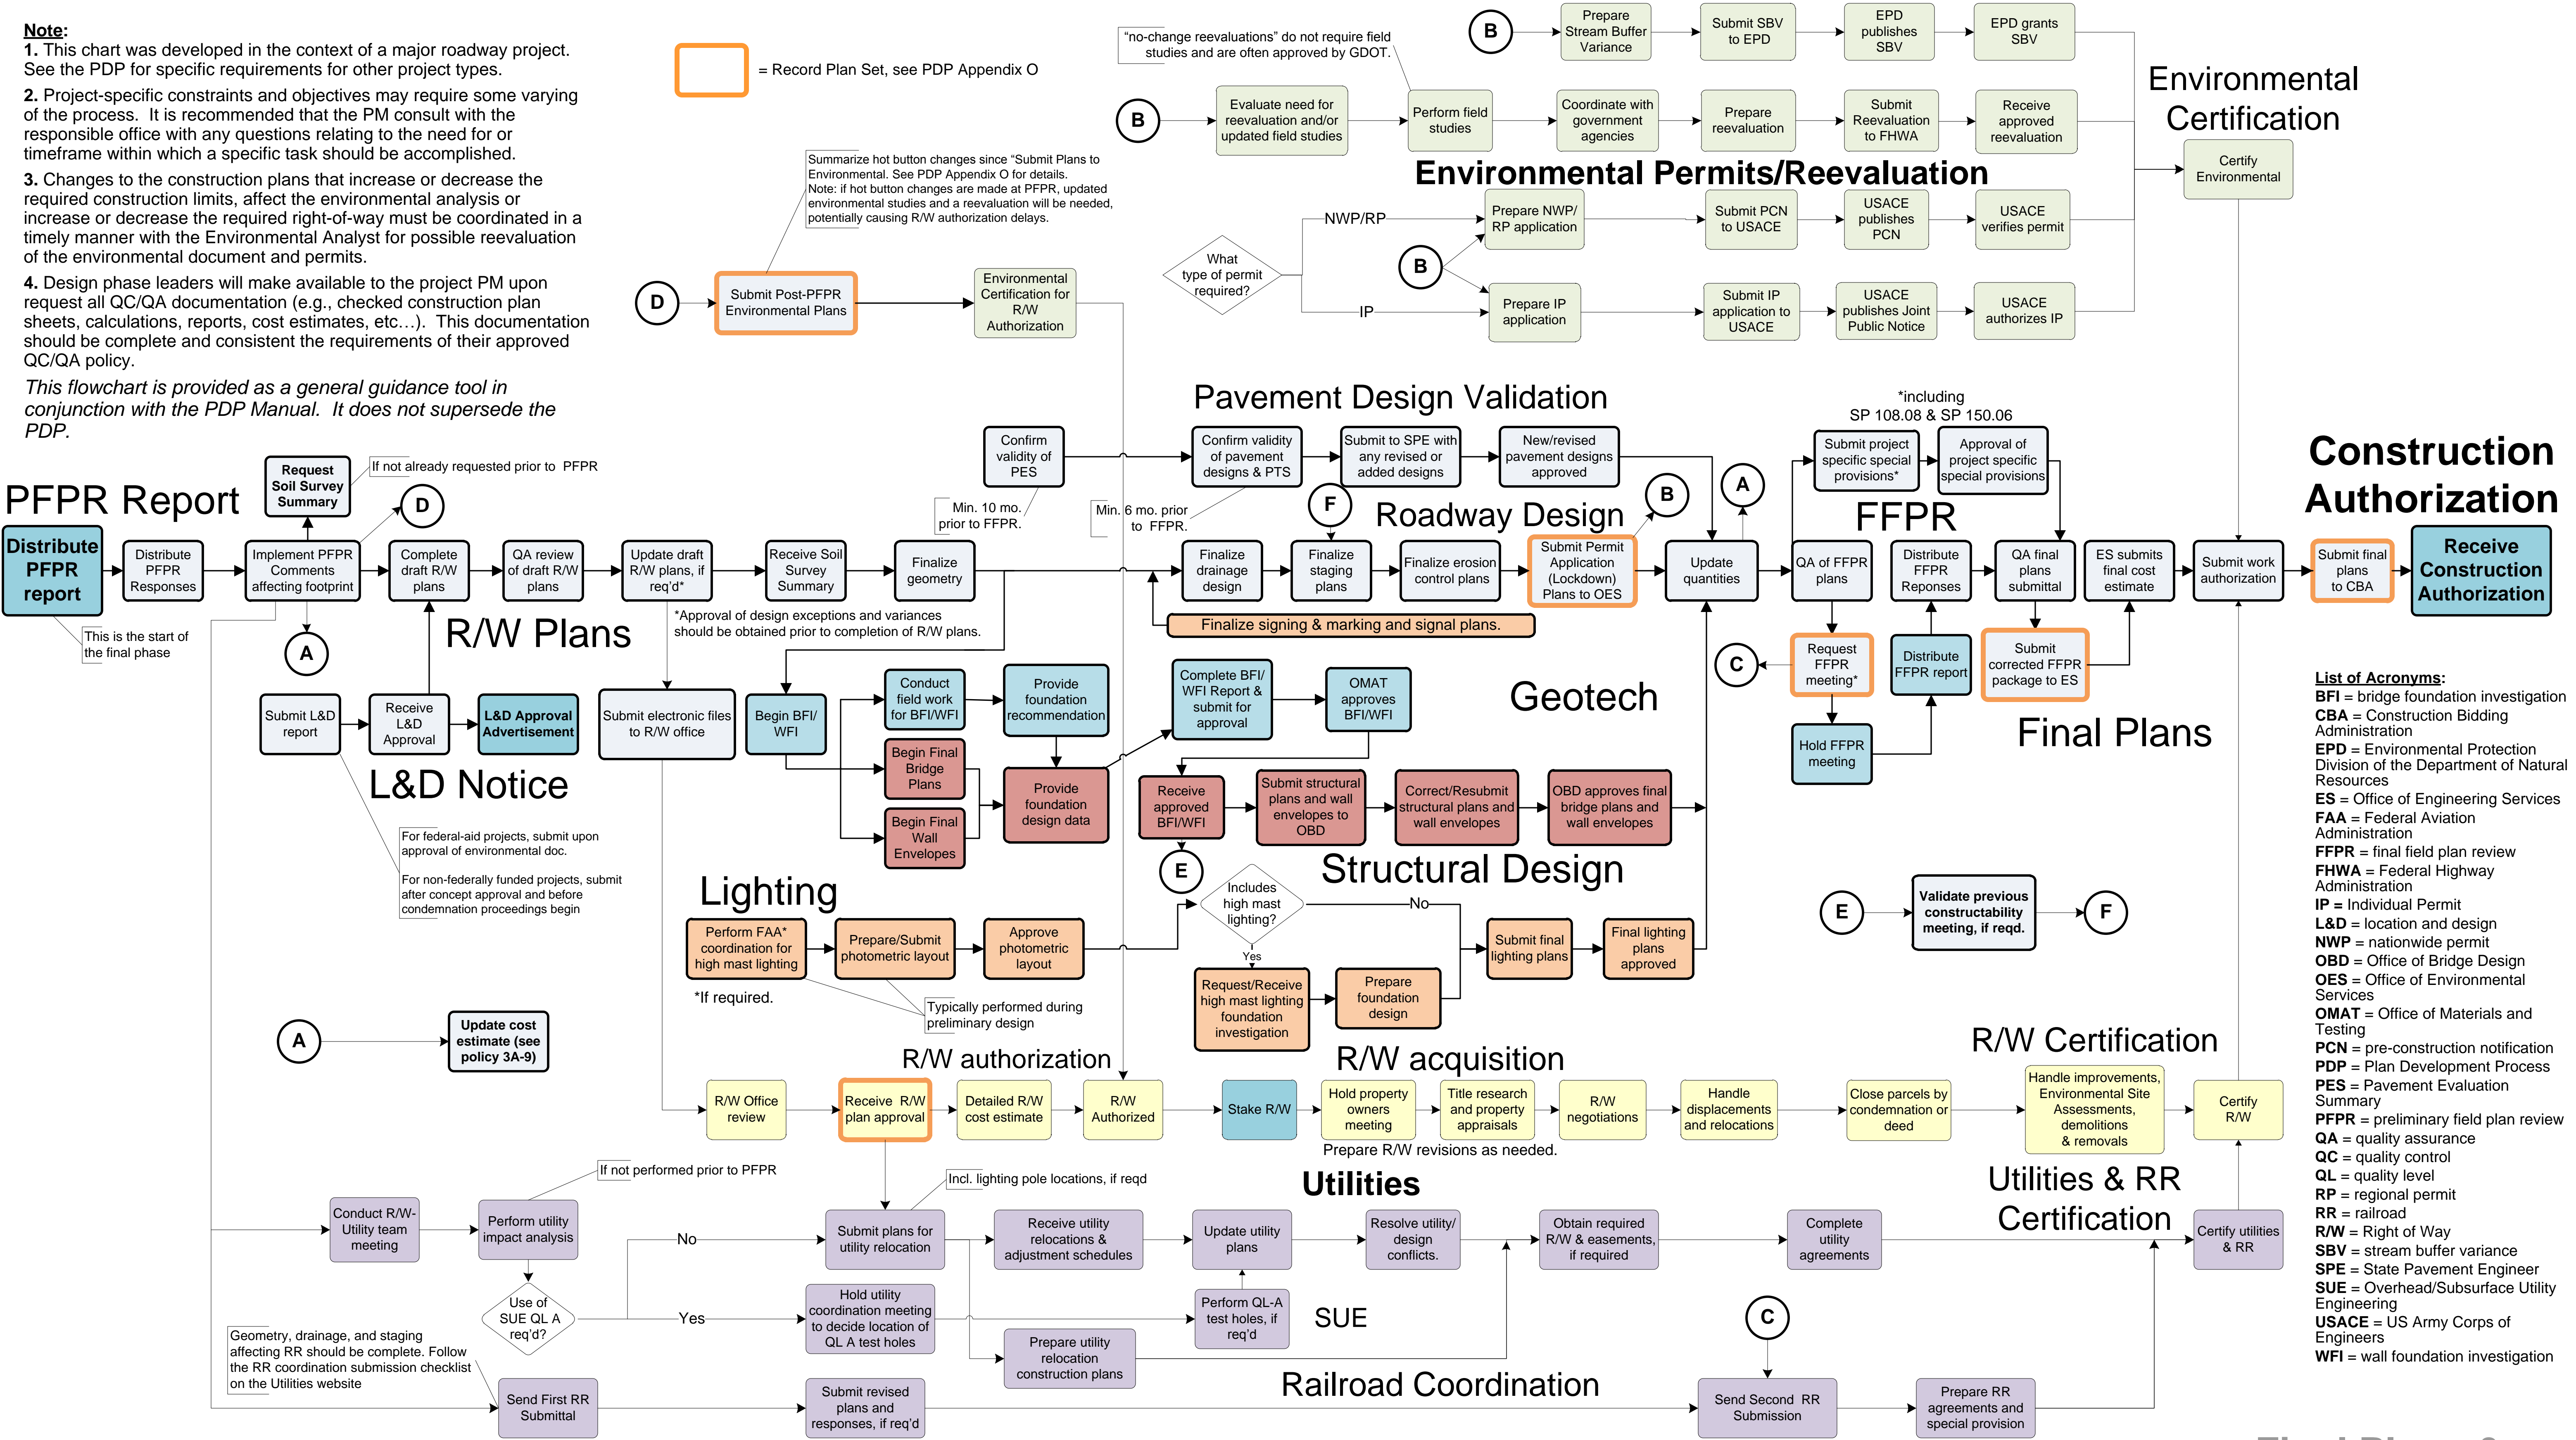 Note:
1. This chart was developed in the context of a major roadway project.
See the PDP for specific requirements for other project types.
2. Project-specific constraints and objectives may require some varying
of the process. It is recommended that the PM consult with the
responsible office with any questions relating to the need for or
timeframe within which a specific task should be accomplished.
3. Changes to the construction plans that increase or decrease the
required construction limits, affect the environmental analysis or
increase or decrease the required right-of-way must be coordinated in a
timely manner with the Environmental Analyst for possible reevaluation
of the environmental document and permits.
4. Design phase leaders will make available to the project PM upon
request all QC/QA documentation (e.g., checked construction plan
sheets, calculations, reports, cost estimates, etc…). This documentation
should be complete and consistent the requirements of their approved
QC/QA policy.
This flowchart is provided as a general guidance tool in
conjunction with the PDP Manual. It does not supersede the
PDP.
= Record Plan Set, see PDP Appendix O
"no-change reevaluations" do not require field
studies and are often approved by GDOT.
B
Prepare
Stream Buffer
Variance
Submit SBV
to EPD
EPD
publishes
SBV
EPD grants
SBV
B
Evaluate need for
reevaluation and/or
updated field studies
Perform field
studies
Coordinate with
government
agencies
Prepare
reevaluation
Submit
Reevaluation
to FHWA
Receive
approved
reevaluation
Environmental
Certification
Certify
Environmental
Environmental Permits/Reevaluation
What
type of permit
required?
NWP/RP
IP
B
Prepare NWP/
RP application
Submit PCN
to USACE
USACE
publishes
PCN
USACE
verifies permit
Prepare IP
application
Submit IP
application to
USACE
USACE
publishes Joint
Public Notice
USACE
authorizes IP
Summarize hot button changes since "Submit Plans to
Environmental. See PDP Appendix O for details.
Note: if hot button changes are made at PFPR, updated
environmental studies and a reevaluation will be needed,
potentially causing R/W authorization delays.
D
Submit Post-PFPR
Environmental Plans
Environmental
Certification for
R/W
Authorization
Pavement Design Validation
Confirm
validity of
PES
Min. 10 mo.
prior to FFPR.
Confirm validity
of pavement
designs & PTS
Min. 6 mo. prior
to FFPR.
Submit to SPE with
any revised or
added designs
New/revised
pavement designs
approved
*including
SP 108.08 & SP 150.06
Submit project
specific special
provisions*
Approval of
project specific
special provisions
Construction
Authorization
PFPR Report
Request
Soil Survey
Summary
If not already requested prior to PFPR
D
F
Roadway Design
B
A
FFPR
Distribute
PFPR
report
This is the start of
the final phase
Distribute
PFPR
Responses
Implement PFPR
Comments
affecting footprint
A
Complete
draft R/W
plans
QA review
of draft R/W
plans
Update draft
R/W plans, if
req'd*
Receive Soil
Survey
Summary
Finalize
geometry
Finalize
drainage
design
Finalize
staging
plans
Finalize erosion
control plans
Submit Permit
Application
(Lockdown)
Plans to OES
Update
quantities
QA of FFPR
plans
Distribute
FFPR
Reponses
QA final
plans
submittal
ES submits
final cost
estimate
Submit work
authorization
Submit final
plans
to CBA
Receive
Construction
Authorization
R/W Plans
*Approval of design exceptions and variances
should be obtained prior to completion of R/W plans.
Finalize signing & marking and signal plans.
C
Request
FFPR
meeting*
Distribute
FFPR report
Submit
corrected FFPR
package to ES
Hold FFPR
meeting
Final Plans
Submit L&D
report
Receive
L&D
Approval
L&D Approval
Advertisement
L&D Notice
For federal-aid projects, submit upon
approval of environmental doc.
For non-federally funded projects, submit
after concept approval and before
condemnation proceedings begin
Submit electronic files
to R/W office
Begin BFI/
WFI
Conduct
field work
for BFI/WFI
Provide
foundation
recommendation
Complete BFI/
WFI Report &
submit for
approval
OMAT
approves
BFI/WFI
Geotech
Begin Final
Bridge
Plans
Begin Final
Wall
Envelopes
Provide
foundation
design data
Receive
approved
BFI/WFI
E
Submit structural
plans and wall
envelopes to
OBD
Correct/Resubmit
structural plans and
wall envelopes
OBD approves final
bridge plans and
wall envelopes
Structural Design
E
Validate previous
constructability
meeting, if reqd.
F
Lighting
Perform FAA*
coordination for
high mast lighting
*If required.
Prepare/Submit
photometric layout
Approve
photometric
layout
Typically performed during
preliminary design
Includes
high mast
lighting?
No
Yes
Request/Receive
high mast lighting
foundation
investigation
Prepare
foundation
design
Submit final
lighting plans
Final lighting
plans
approved
A
Update cost
estimate (see
policy 3A-9)
R/W authorization
R/W acquisition
R/W Certification
R/W Office
review
Receive R/W
plan approval
Detailed R/W
cost estimate
R/W
Authorized
Stake R/W
Hold property
owners
meeting
Title research
and property
appraisals
R/W
negotiations
Handle
displacements
and relocations
Close parcels by
condemnation or
deed
Handle improvements,
Environmental Site
Assessments,
demolitions
& removals
Certify
R/W
Prepare R/W revisions as needed.
If not performed prior to PFPR
Incl. lighting pole locations, if reqd
Utilities
Utilities & RR
Certification
Conduct R/W-
Utility team
meeting
Perform utility
impact analysis
Use of
SUE QL A
req'd?
No
Yes
Submit plans for
utility relocation
Receive utility
relocations &
adjustment schedules
Update utility
plans
Resolve utility/
design
conflicts.
Obtain required
R/W & easements,
if required
Complete
utility
agreements
Certify utilities
& RR
Hold utility
coordination meeting
to decide location of
QL A test holes
Perform QL-A
test holes, if
req'd
SUE
Prepare utility
relocation
construction plans
Geometry, drainage, and staging
affecting RR should be complete. Follow
the RR coordination submission checklist
on the Utilities website
Railroad Coordination
C
Send First RR
Submittal
Submit revised
plans and
responses, if req'd
Send Second RR
Submission
Prepare RR
agreements and
special provision
List of Acronyms:
BFI = bridge foundation investigation
CBA = Construction Bidding
Administration
EPD = Environmental Protection
Division of the Department of Natural
Resources
ES = Office of Engineering Services
FAA = Federal Aviation
Administration
FFPR = final field plan review
FHWA = Federal Highway
Administration
IP = Individual Permit
L&D = location and design
NWP = nationwide permit
OBD = Office of Bridge Design
OES = Office of Environmental
Services
OMAT = Office of Materials and
Testing
PCN = pre-construction notification
PDP = Plan Development Process
PES = Pavement Evaluation
Summary
PFPR = preliminary field plan review
QA = quality assurance
QC = quality control
QL = quality level
RP = regional permit
RR = railroad
R/W = Right of Way
SBV = stream buffer variance
SPE = State Pavement Engineer
SUE = Overhead/Subsurface Utility
Engineering
USACE = US Army Corps of
Engineers
WFI = wall foundation investigation